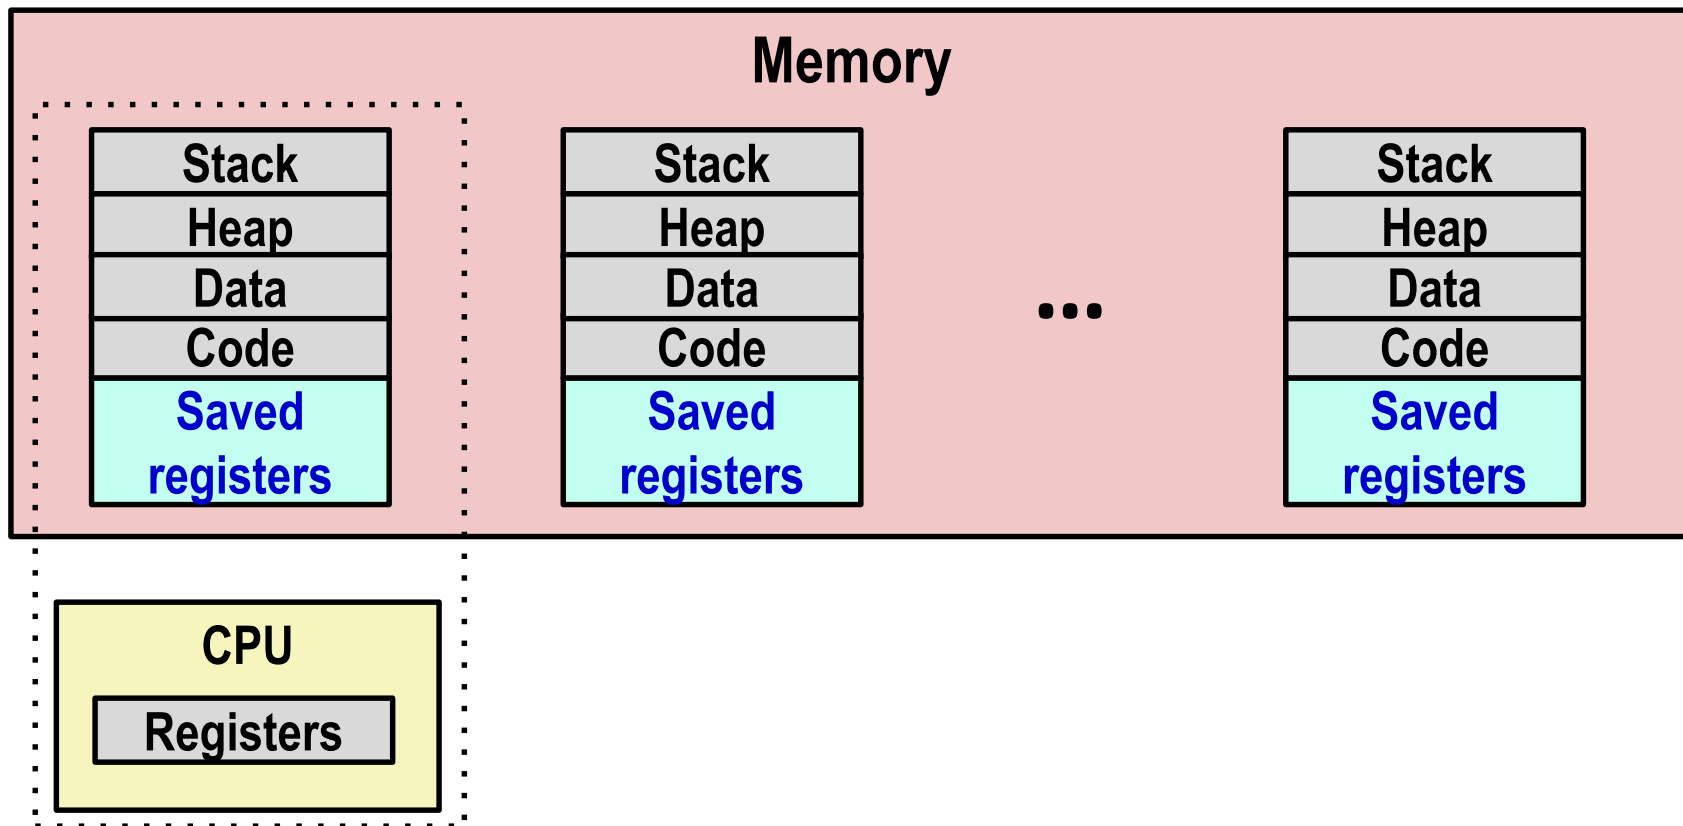 Memory
Stack
Heap
Data
Code
Saved
registers
Stack
Heap
Data
Code
Saved
registers
...
Stack
Heap
Data
Code
Saved
registers
CPU
Registers